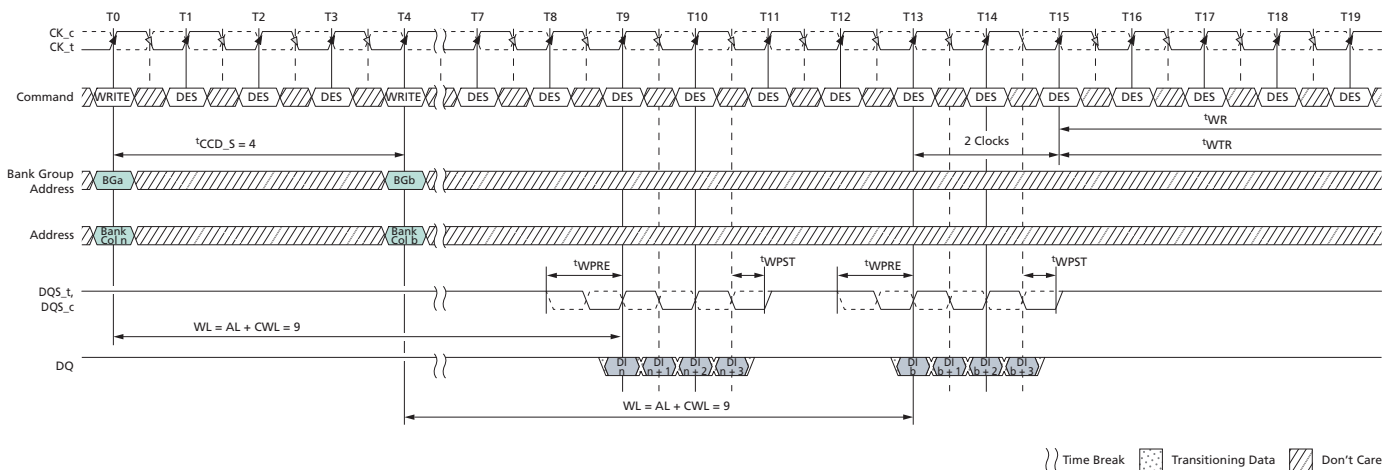 T0 T1 T2 T3 T4 T7 T8 T9 T10 T11 T12 T13 T14 T15 T16 T17 T18 T19
CK_c
CK_t
Command WRITE DES DES DES WRITE DES DES DES DES DES DES DES DES DES DES DES DES DES
tWR
tCCD_S = 4
2 Clocks
tWTR
Bank Group
Address
BGa
BGb
Address
Bank
Col n
Bank
Col b
tWPRE
tWPST
tWPRE
tWPST
DQS_t,
DQS_c
WL = AL + CWL = 9
DQ
DI
n
DI
n + 1
DI
n + 2
DI
n + 3
DI
b
DI
b + 1
DI
b + 2
DI
b + 3
WL = AL + CWL = 9
Time Break Transitioning Data Don't Care